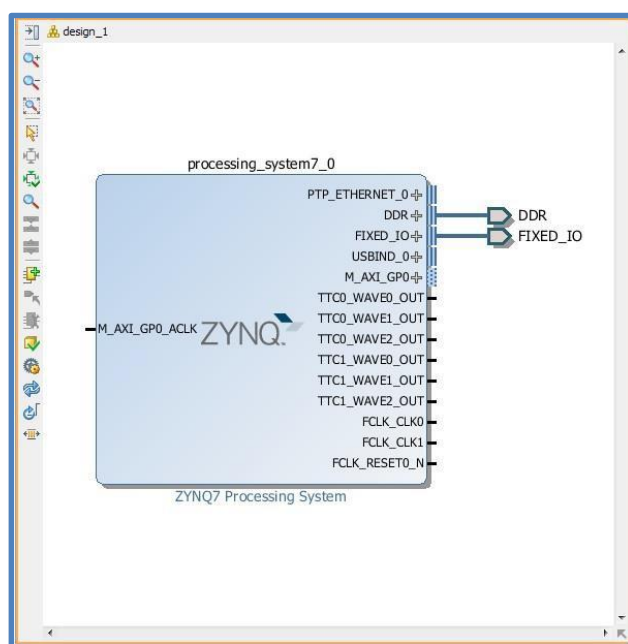 design_1
processing_system7_0
PTP_ETHERNET_0
DDR
DDR
FIXED_IO
FIXED_IO
USBIND_0
M_AXI_GP0
TTC0_WAVE0_OUT
TTC0_WAVE1_OUT
M_AXI_GP0_ACLK
ZYNQ
TTC0_WAVE2_OUT
TTC1_WAVE0_OUT
TTC1_WAVE1_OUT
TTC1_WAVE2_OUT
FCLK_CLK0
FCLK_CLK1
FCLK_RESET0_N
ZYNQ7 Processing System